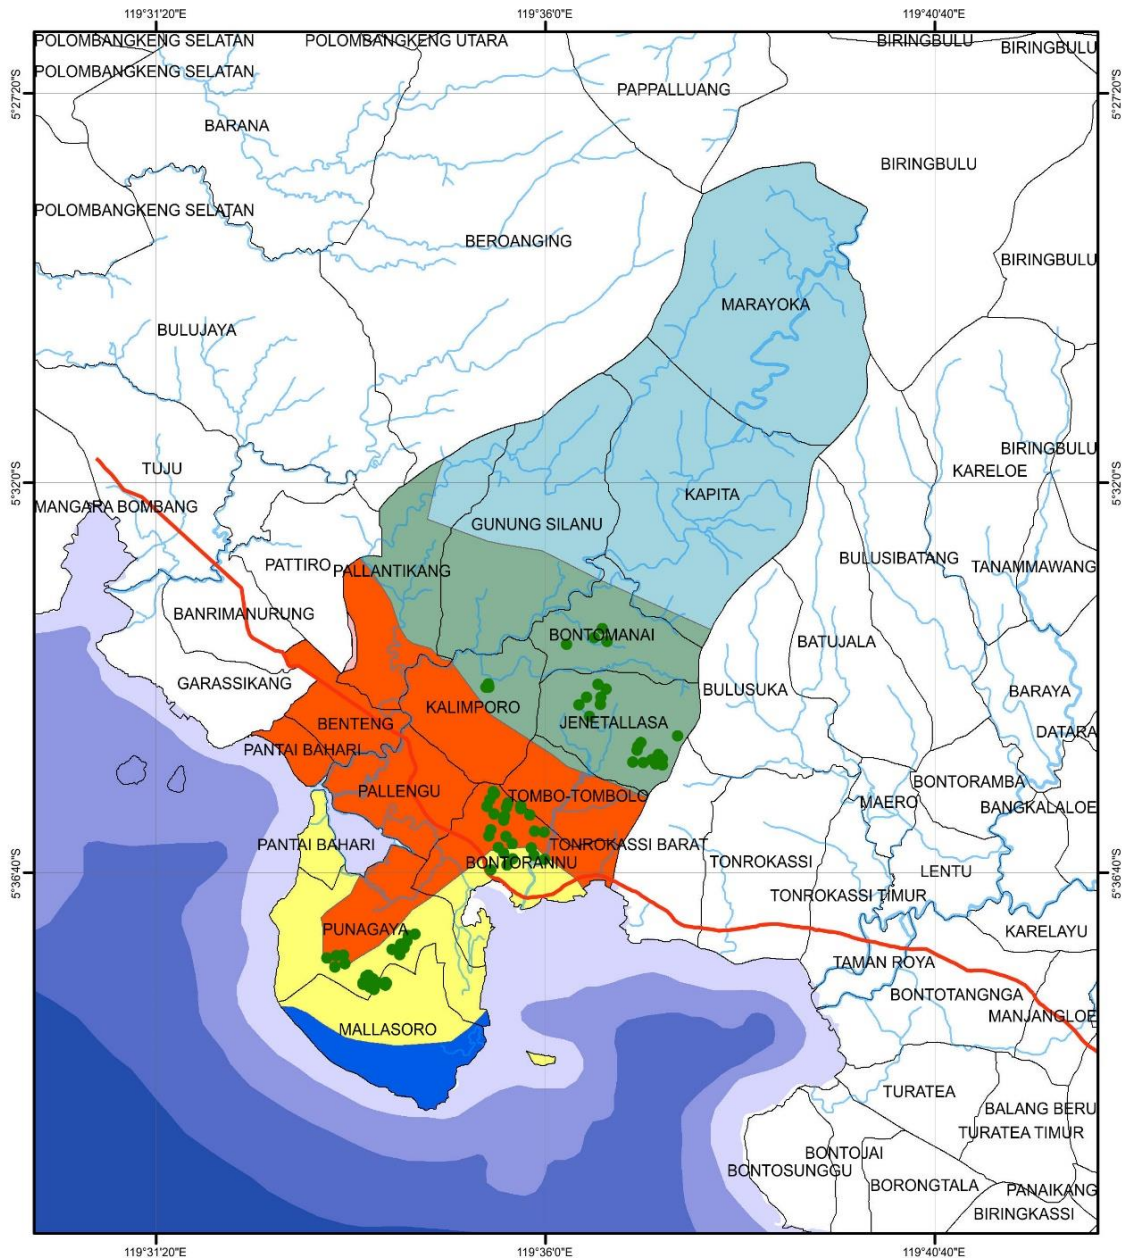 119°31'20"E 119°36'0"E 119°40'40"E
POLOMBANGKENG SELATAN POLOMBANGKENG UTARA BIRINGBULU
BIRINGBULU
POLOMBANGKENG SELATAN
5°27'20"S 5°27'20"S
PAPPALLUANG
BARANA
BIRINGBULU
POLOMBANGKENG SELATAN
BEROANGING
BIRINGBULU
MARAYOKA
BULUJAYA
BIRINGBULU
TUJU
KARELOE
5°32'0"S 5°32'0"S
KAPITA
MANGARA BOMBANG
GUNUNG SILANU
BULUSIBATANG
PATTIRO
PALLANTIKANG
TANAMMAWANG
BANRIMANURUNG
BONTOMANAI
BATUJALA
GARASSIKANG
BULUSUKA
BARAYA
KALIMPORO
BENTENG
JENETALLASA
DATARA
PANTAI BAHARI
BONTORAMBA
PALLENGU
TOMBO-TOMBOLO
MAERO
BANGKALALOE
PANTAI BAHARI
TONROKASSI BARAT
BONTORANNU
TONROKASSI
LENTU
5°36'40"S 5°36'40"S
TONROKASSI TIMUR
PUNAGAYA
KARELAYU
TAMAN ROYA
BONTOTANGNGA
MANJANGLOE
MALLASORO
TURATEA
BALANG BERU
TURATEA TIMUR
BONTOJAI
BONTOSUNGGU
BORONGTALA
PANAIKANG
BIRINGKASSI
119°31'20"E 119°36'0"E 119°40'40"E